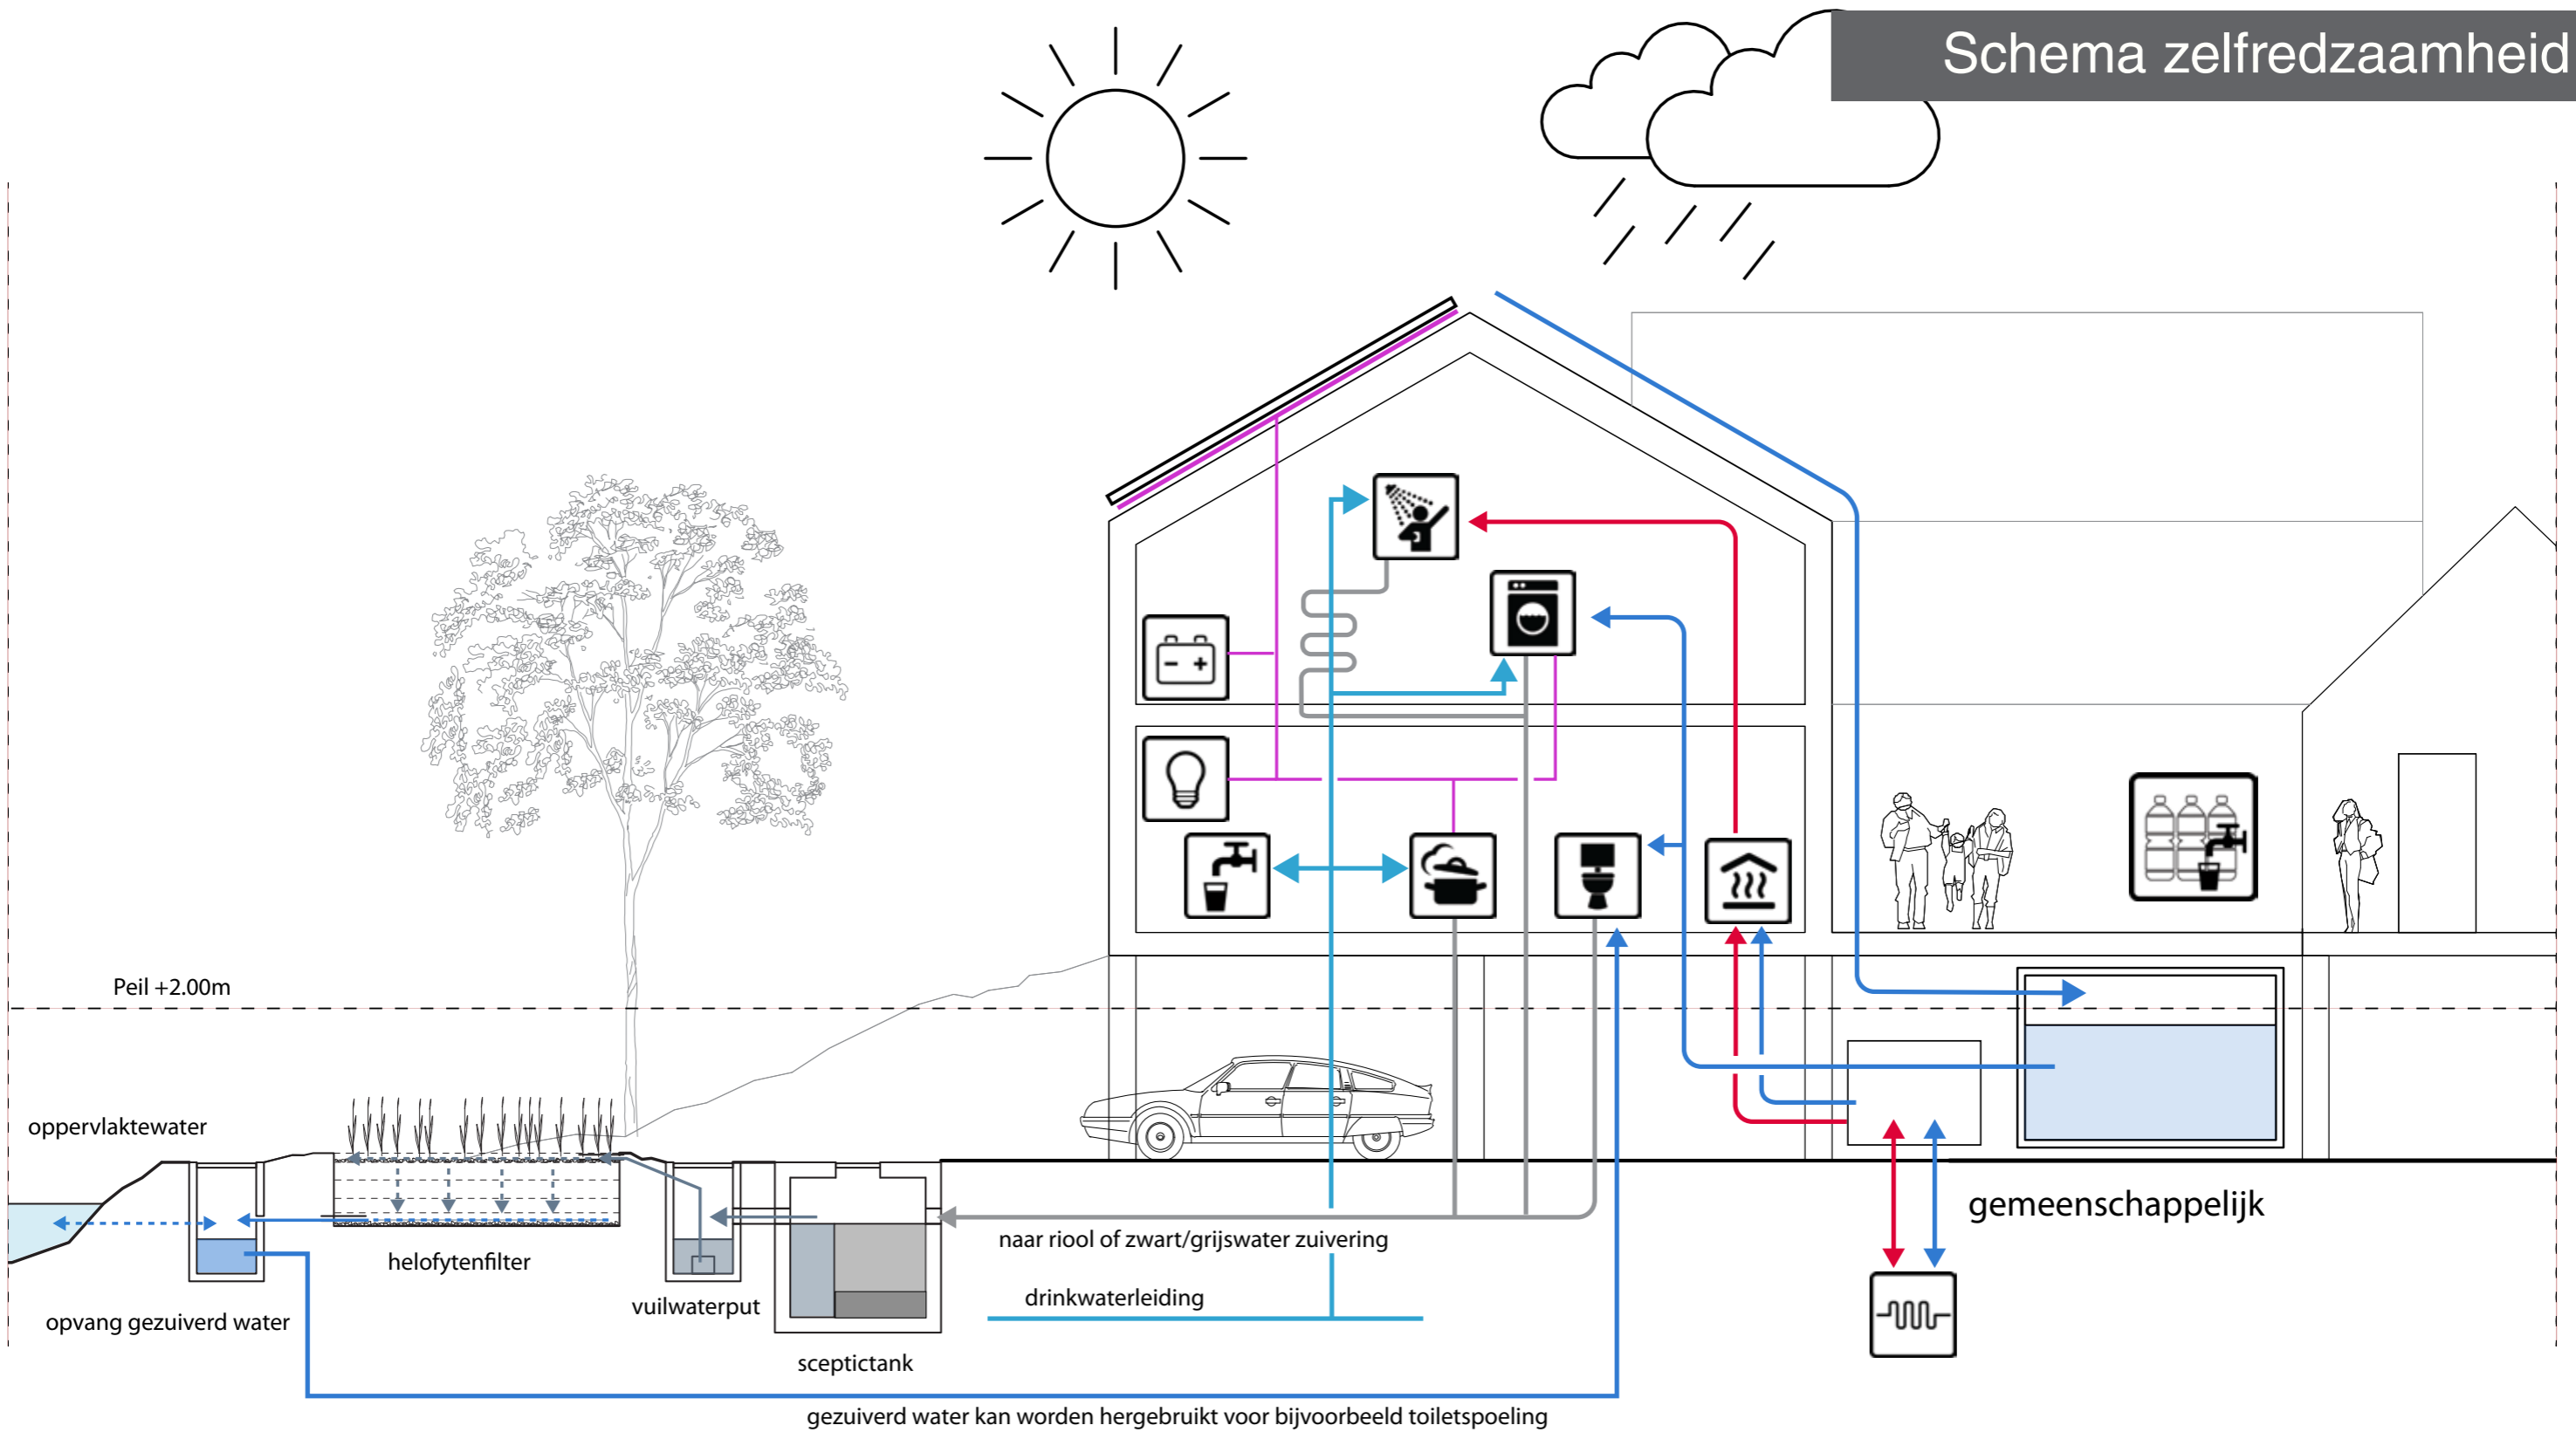 Schema zelfredzaamheid
Peil +2.00m
oppervlaktewater
gemeenschappelijk
naar riool of zwart/grijswater zuivering
helofytenfilter
drinkwaterleiding
vuilwaterput
opvang gezuiverd water
sceptictank
gezuiverd water kan worden hergebruikt voor bijvoorbeeld toiletspoeling